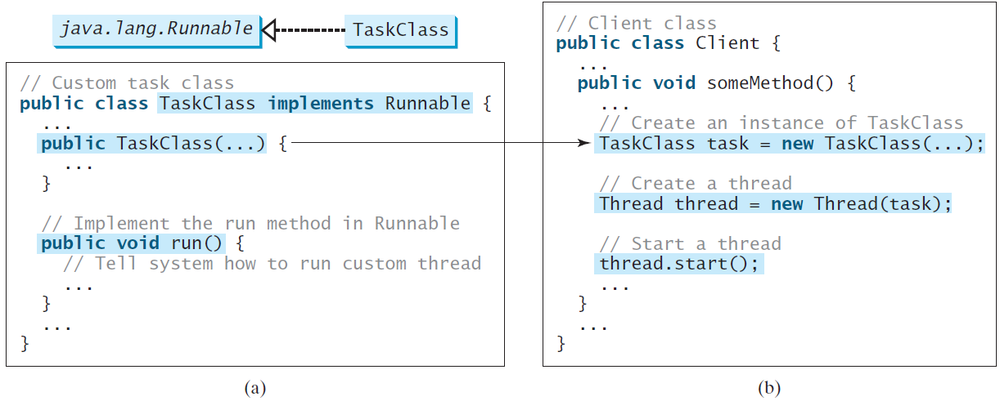 java.lang.Runnable
TaskClass
// Custom task class
public class TaskClass implements Runnable {
...
public TaskClass(...) {
...
}
// Implement the run method in Runnable
public void run() {
// Tell system how to run custom thread
...
}
...
}
(a)
// Client class
public class Client {
...
public void someMethod() {
...
// Create an instance of TaskClass
TaskClass task = new TaskClass(...);
// Create a thread
Thread thread = new Thread(task);
// Start a thread
thread.start();
...
}
...
}
(b)